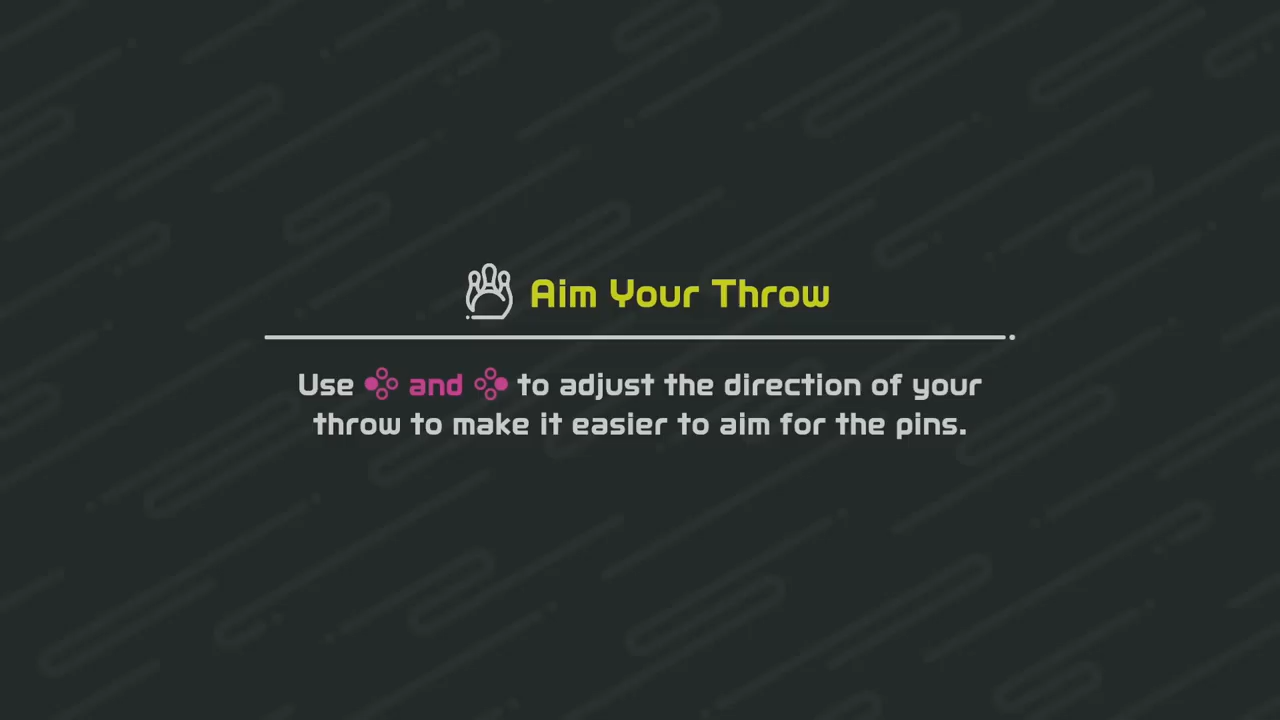 Aim Your Throw
Use and to adjust the direction of your
throw to make it easier to aim for the pins.